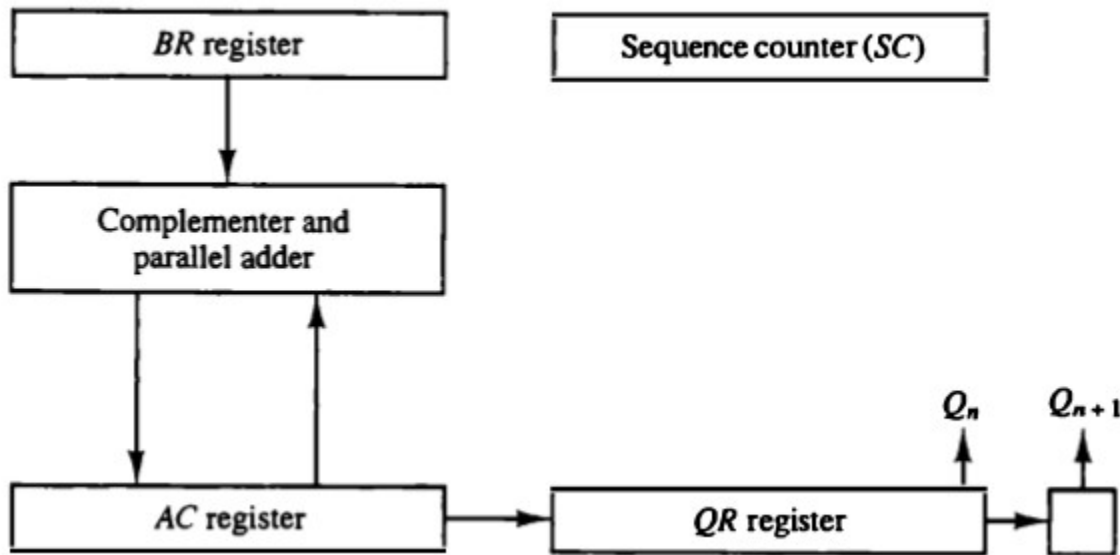 BR register
Sequence counter (SC)
Complementer and
parallel adder
Qn
Qn+1
AC register
QR register